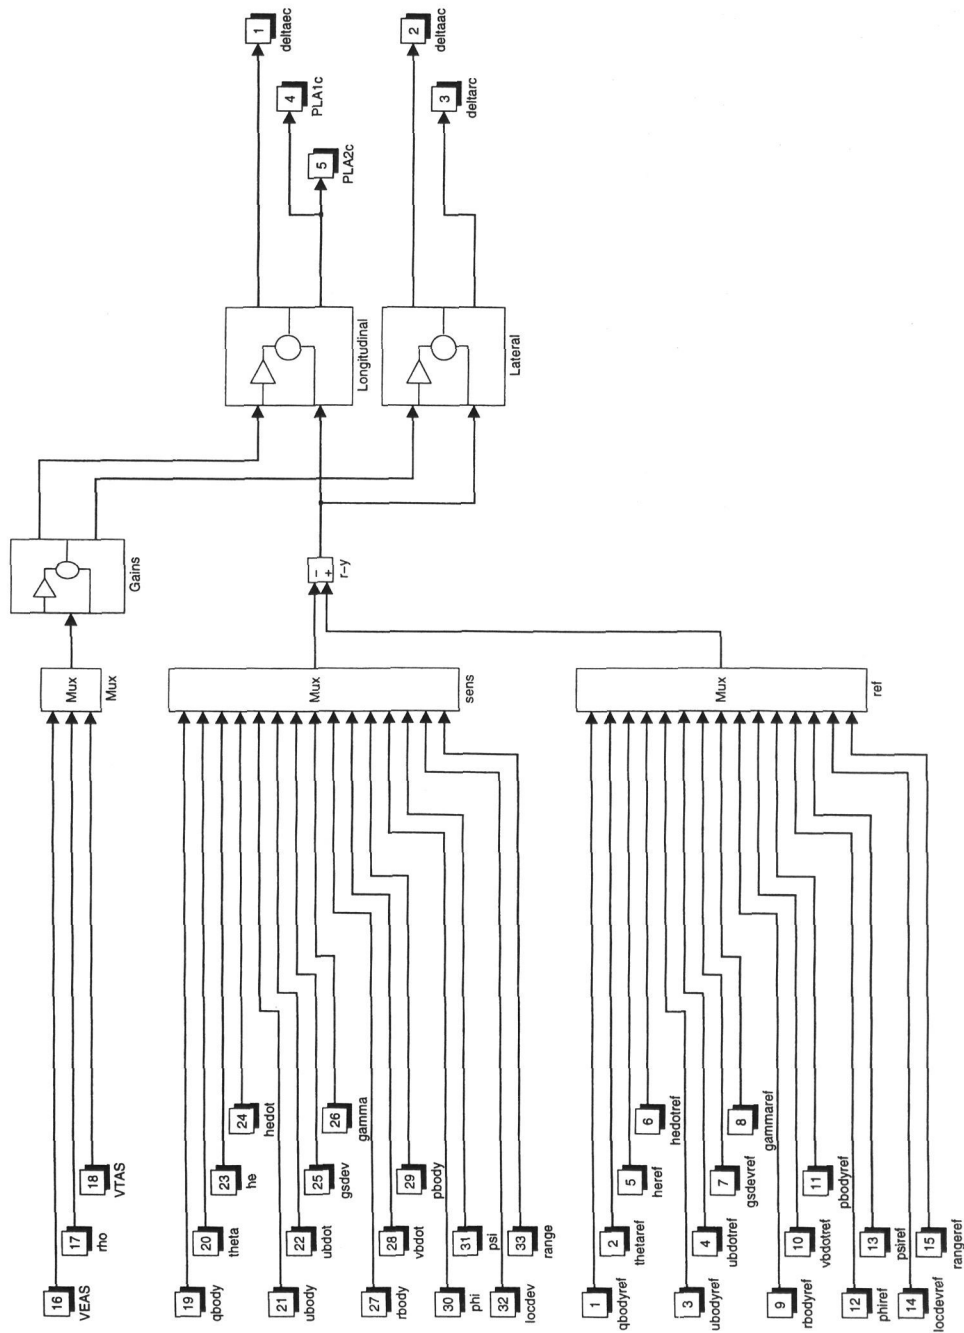 16
VEAS
17
rho
18
VTAS
Mux
Mux
Gains
19
qbody
20
theta
23
he
24
hedot
21
ubody
22
ubdot
25
gsdev
26
gamma
27
rbody
28
vbdot
29
pbody
30
phi
31
psi
32
locdev
33
range
Mux
sens
1
qbodyref
2
thetaref
5
heref
6
hedotref
3
ubodyref
4
ubdotref
7
gsdevref
8
gammaref
9
rbodyref
10
vbdotref
11
pbodyref
12
phiref
13
psiref
14
locdevref
15
rangeref
Mux
ref
-
+
r-y
Longitudinal
Lateral
1
deltaec
4
PLA1c
5
PLA2c
2
deltaac
3
deltarc